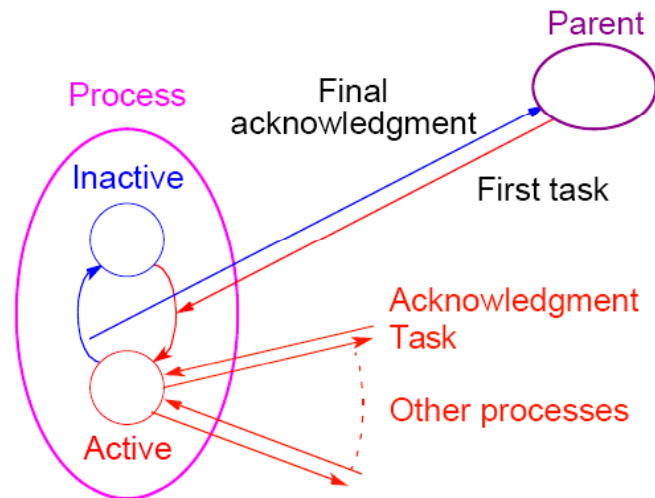 Parent
Process
Final
acknowledgment
Inactive
First task
Acknowledgment
Task
Other processes
Active